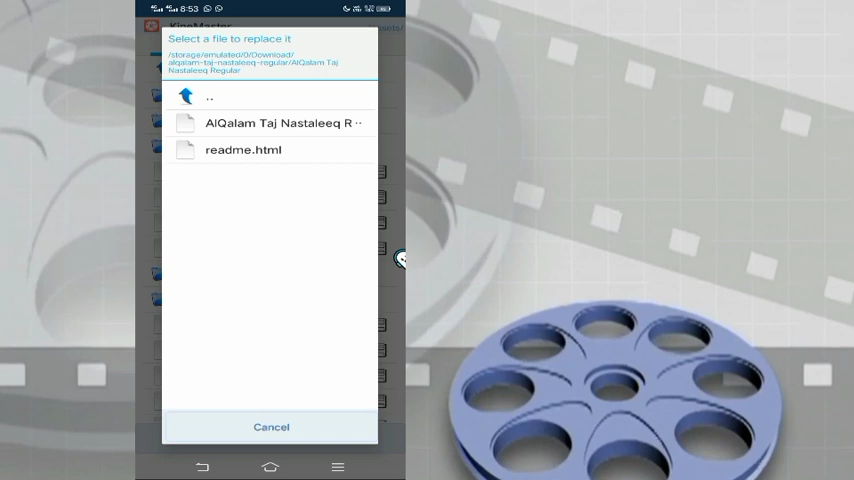 8:53
KineMaster
assets/
Select a file to replace it
/storage/emulated/0/Download/
alqalam-taj-nastaleeq-regular/AlQalam Taj
Nastaleeq Regular
..
AlQalam Taj Nastaleeq R ··
readme.html
Cancel